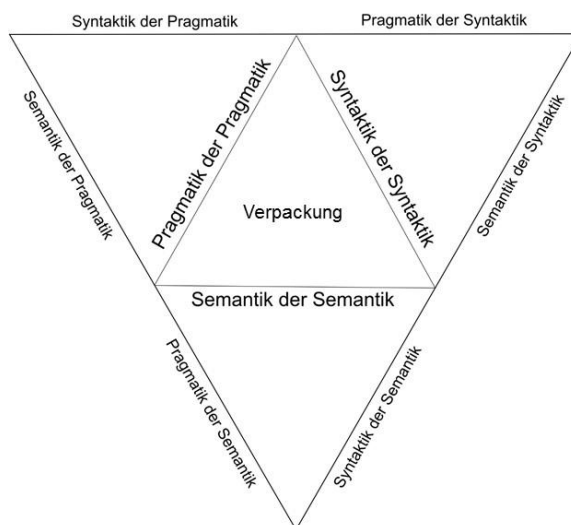 Syntaktik der Pragmatik
Pragmatik der Syntaktik
Semantik der Pragmatik
Pragmatik der Pragmatik
Syntaktik der Syntaktik
Semantik der Syntaktik
Verpackung
Semantik der Semantik
Pragmatik der Semantik
Syntaktik der Semantik